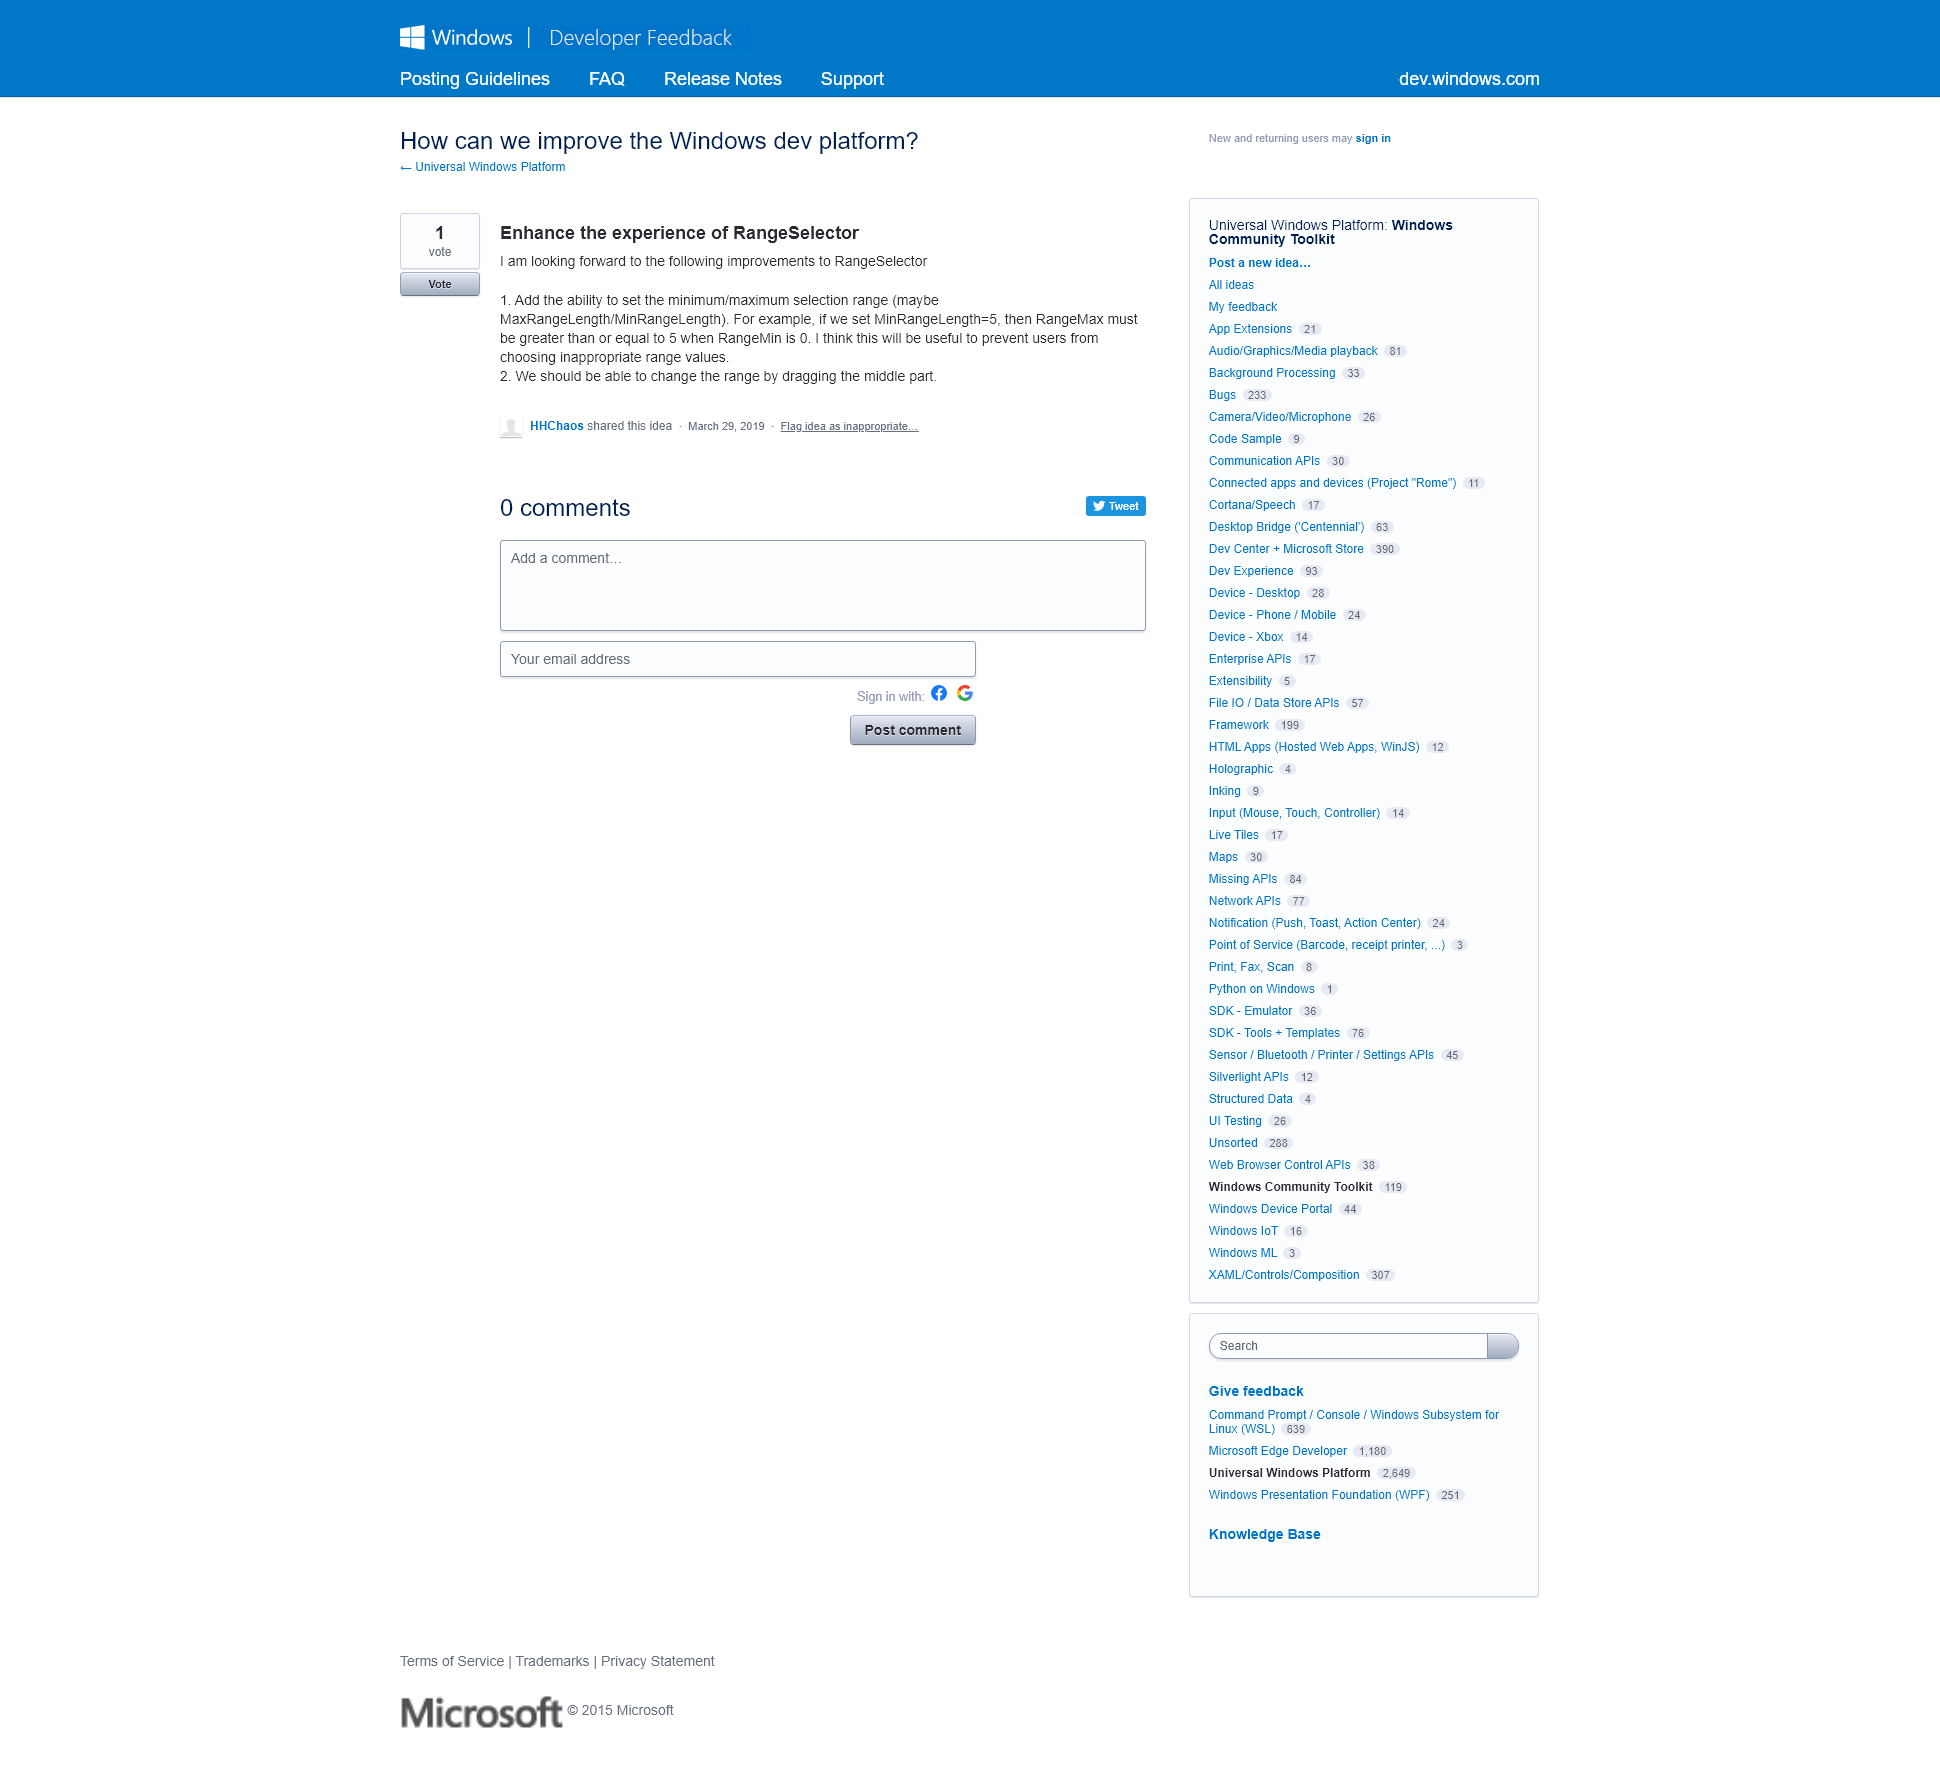 Windows | Developer Feedback
Posting Guidelines FAQ Release Notes Support dev.windows.com
How can we improve the Windows dev platform?
← Universal Windows Platform
New and returning users may sign in
1
vote
Vote
Enhance the experience of RangeSelector
I am looking forward to the following improvements to RangeSelector
1. Add the ability to set the minimum/maximum selection range (maybe
MaxRangeLength/MinRangeLength). For example, if we set MinRangeLength=5, then RangeMax must
be greater than or equal to 5 when RangeMin is 0. I think this will be useful to prevent users from
choosing inappropriate range values.
2. We should be able to change the range by dragging the middle part.
HHChaos shared this idea · March 29, 2019 · Flag idea as inappropriate…
0 comments
Tweet
Add a comment…
Your email address
Sign in with:
Post comment
Universal Windows Platform: Windows
Community Toolkit
Post a new idea…
All ideas
My feedback
App Extensions 21
Audio/Graphics/Media playback 81
Background Processing 33
Bugs 233
Camera/Video/Microphone 26
Code Sample 9
Communication APIs 30
Connected apps and devices (Project "Rome") 11
Cortana/Speech 17
Desktop Bridge ('Centennial') 63
Dev Center + Microsoft Store 390
Dev Experience 93
Device - Desktop 28
Device - Phone / Mobile 24
Device - Xbox 14
Enterprise APIs 17
Extensibility 5
File IO / Data Store APIs 57
Framework 199
HTML Apps (Hosted Web Apps, WinJS) 12
Holographic 4
Inking 9
Input (Mouse, Touch, Controller) 14
Live Tiles 17
Maps 30
Missing APIs 84
Network APIs 77
Notification (Push, Toast, Action Center) 24
Point of Service (Barcode, receipt printer, ...) 3
Print, Fax, Scan 8
Python on Windows 1
SDK - Emulator 36
SDK - Tools + Templates 76
Sensor / Bluetooth / Printer / Settings APIs 45
Silverlight APIs 12
Structured Data 4
UI Testing 26
Unsorted 288
Web Browser Control APIs 38
Windows Community Toolkit 119
Windows Device Portal 44
Windows IoT 16
Windows ML 3
XAML/Controls/Composition 307
Search
Give feedback
Command Prompt / Console / Windows Subsystem for
Linux (WSL) 639
Microsoft Edge Developer 1,180
Universal Windows Platform 2,649
Windows Presentation Foundation (WPF) 251
Knowledge Base
Terms of Service | Trademarks | Privacy Statement
Microsoft © 2015 Microsoft